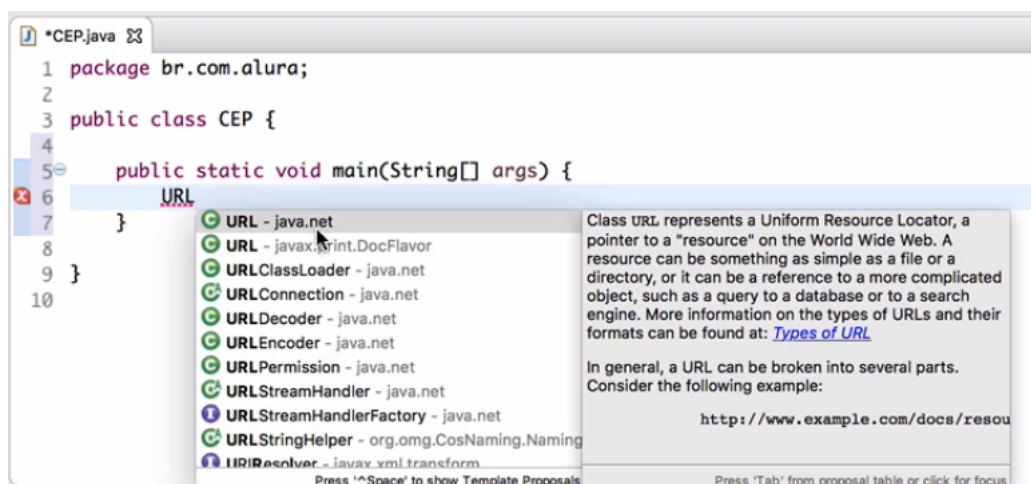 *CEP.java
1 package br.com.alura;
2
3 public class CEP {
4
5 public static void main(String[] args) {
6 URL
7 }
8
9 }
10
URL - java.net
URL - javax.print.DocFlavor
URLClassLoader - java.net
URLConnection - java.net
URLDecoder - java.net
URLEncoder - java.net
URLPermission - java.net
URLStreamHandler - java.net
URLStreamHandlerFactory - java.net
URLStringHelper - org.omg.CosNaming.Naming
URIResolver - javax.xml.transform
Press '^Space' to show Template Proposals
Class URL represents a Uniform Resource Locator, a
pointer to a "resource" on the World Wide Web. A
resource can be something as simple as a file or a
directory, or it can be a reference to a more complicated
object, such as a query to a database or to a search
engine. More information on the types of URLs and their
formats can be found at: Types of URL
In general, a URL can be broken into several parts.
Consider the following example:
http://www.example.com/docs/resou
Press 'Tab' from proposal table or click for focus